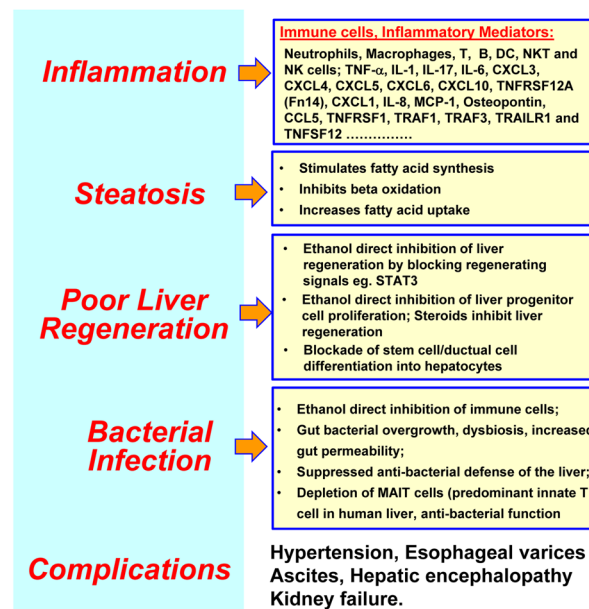 Inflammation
Immune cells, Inflammatory Mediators:
Neutrophils, Macrophages, T, B, DC, NKT and
NK cells; TNF-α, IL-1, IL-17, IL-6, CXCL3,
CXCL4, CXCL5, CXCL6, CXCL10, TNFRSF12A
(Fn14), CXCL1, IL-8, MCP-1, Osteopontin,
CCL5, TNFRSF1, TRAF1, TRAF3, TRAILR1 and
TNFSF12 ...............
Steatosis
• Stimulates fatty acid synthesis
• Inhibits beta oxidation
• Increases fatty acid uptake
Poor Liver
Regeneration
• Ethanol direct inhibition of liver
regeneration by blocking regenerating
signals eg. STAT3
• Ethanol direct inhibition of liver progenitor
cell proliferation; Steroids inhibit liver
regeneration
• Blockade of stem cell/ductual cell
differentiation into hepatocytes
Bacterial
Infection
• Ethanol direct inhibition of immune cells;
• Gut bacterial overgrowth, dysbiosis, increased
gut permeability;
• Suppressed anti-bacterial defense of the liver;
• Depletion of MAIT cells (predominant innate T
cell in human liver, anti-bacterial function
Complications
Hypertension, Esophageal varices
Ascites, Hepatic encephalopathy
Kidney failure.